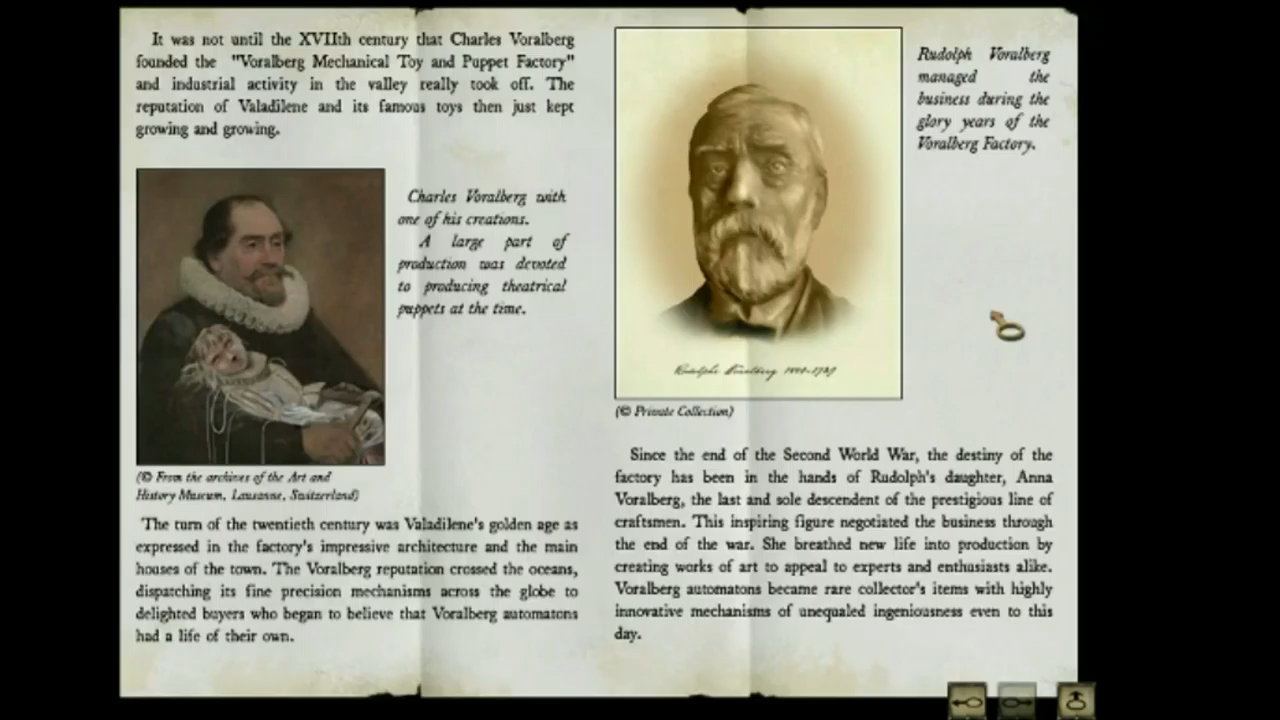 It was not until the XVIIth century that Charles Voralberg
founded the "Voralberg Mechanical Toy and Puppet Factory"
and industrial activity in the valley really took off. The
reputation of Valadilene and its famous toys then just kept
growing and growing.
Charles Voralberg with
one of his creations.
A large part of
production was devoted
to producing theatrical
puppets at the time.
(© From the archives of the Art and
History Museum, Lausanne, Switzerland)
The turn of the twentieth century was Valadilene's golden age as
expressed in the factory's impressive architecture and the main
houses of the town. The Voralberg reputation crossed the oceans,
dispatching its fine precision mechanisms across the globe to
delighted buyers who began to believe that Voralberg automatons
had a life of their own.
Rudolph Voralberg
managed the
business during the
glory years of the
Voralberg Factory.
Voralberg
(© Private Collection)
Since the end of the Second World War, the destiny of the
factory has been in the hands of Rudolph's daughter, Anna
Voralberg, the last and sole descendent of the prestigious line of
craftsmen. This inspiring figure negotiated the business through
the end of the war. She breathed new life into production by
creating works of art to appeal to experts and enthusiasts alike.
Voralberg automatons became rare collector's items with highly
innovative mechanisms of unequaled ingeniousness even to this
day.